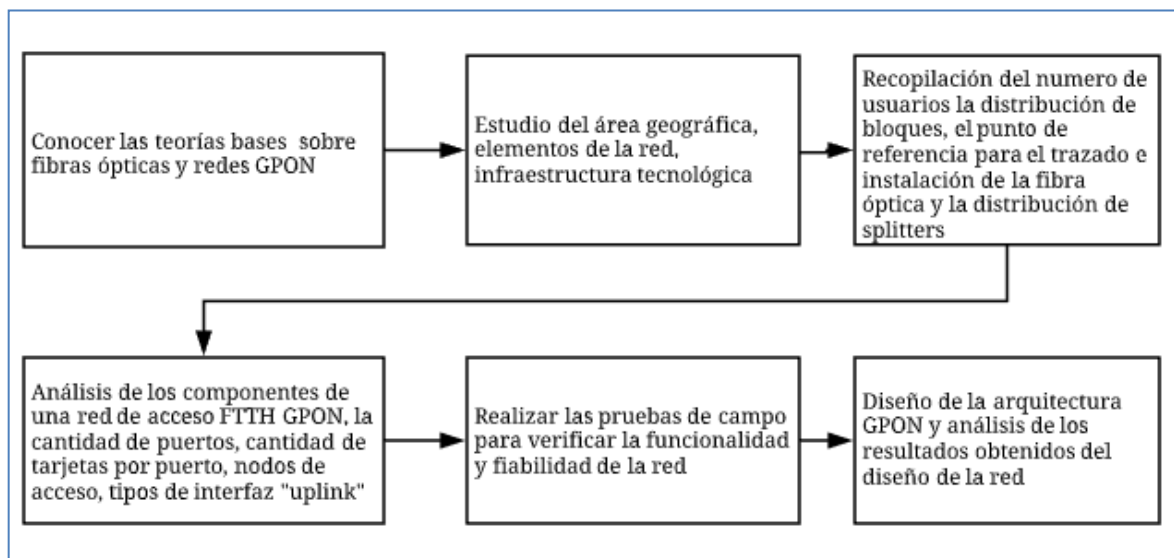 Conocer las teorías bases sobre
fibras ópticas y redes GPON
Estudio del área geográfica,
elementos de la red,
infraestructura tecnológica
Recopilación del numero de
usuarios la distribución de
bloques, el punto de
referencia para el trazado e
instalación de la fibra
óptica y la distribución de
splitters
Análisis de los componentes de
una red de acceso FTTH GPON, la
cantidad de puertos, cantidad de
tarjetas por puerto, nodos de
acceso, tipos de interfaz "uplink"
Realizar las pruebas de campo
para verificar la funcionalidad
y fiabilidad de la red
Diseño de la arquitectura
GPON y análisis de los
resultados obtenidos del
diseño de la red